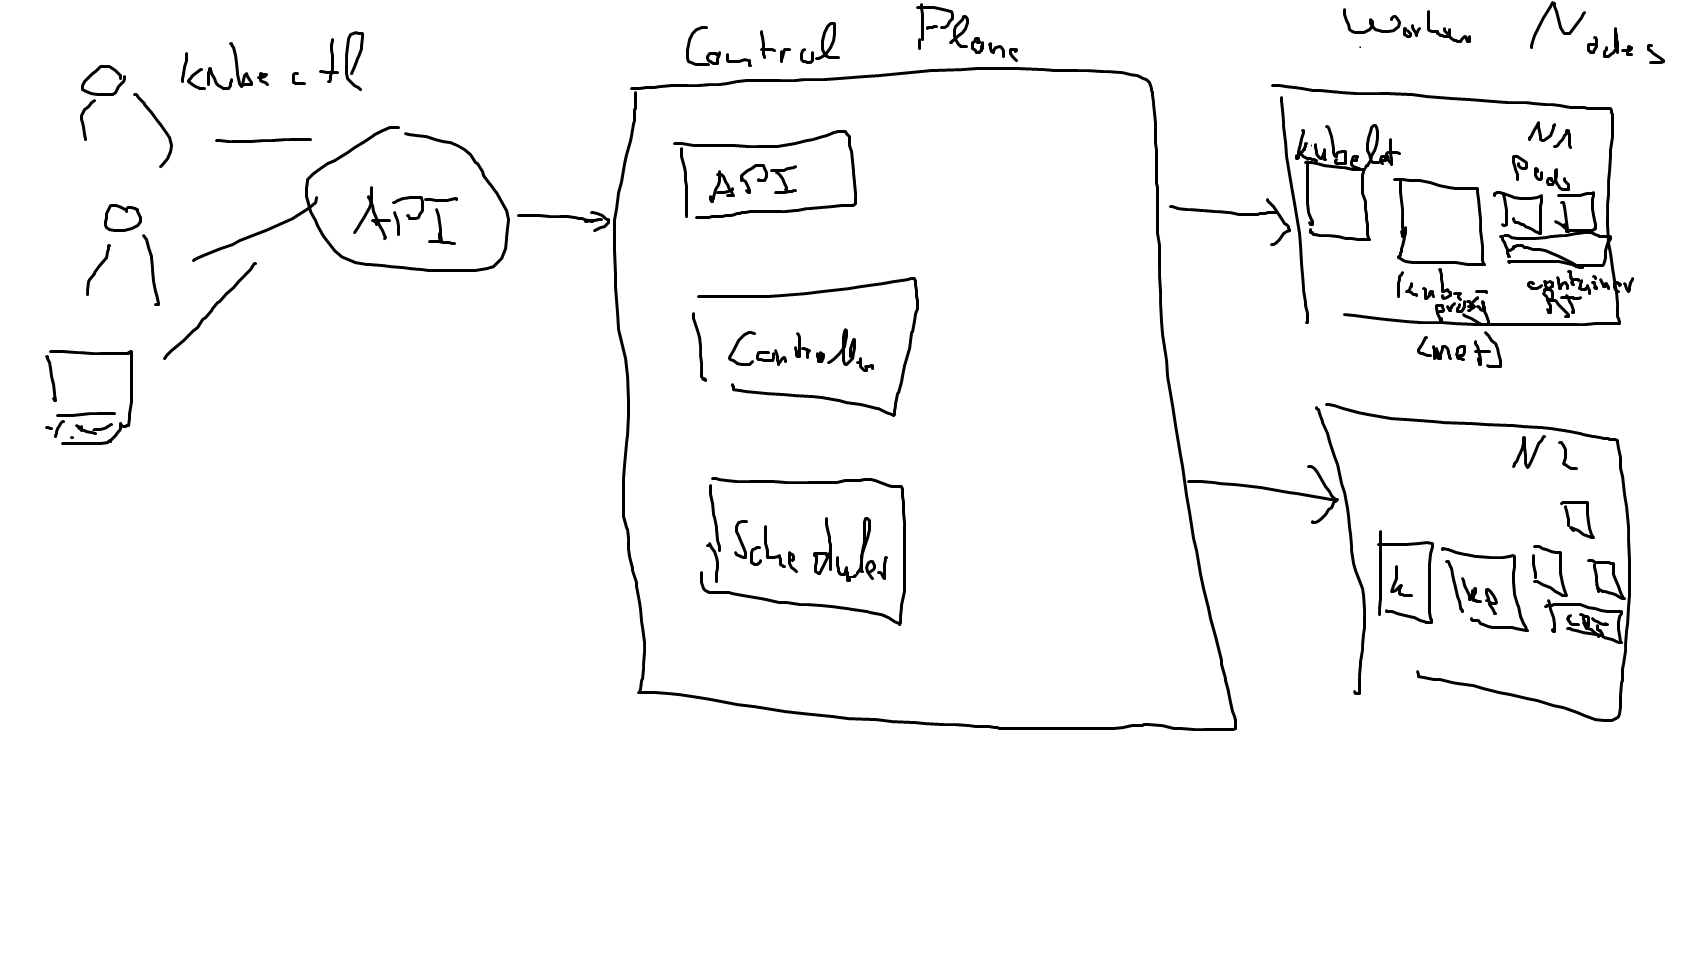 kubectl
API
Control Plane
API
Controller
Scheduler
Worker Nodes
N1
kubelet
Pods
kube-proxy
container RT
(net)
N2
k
kp